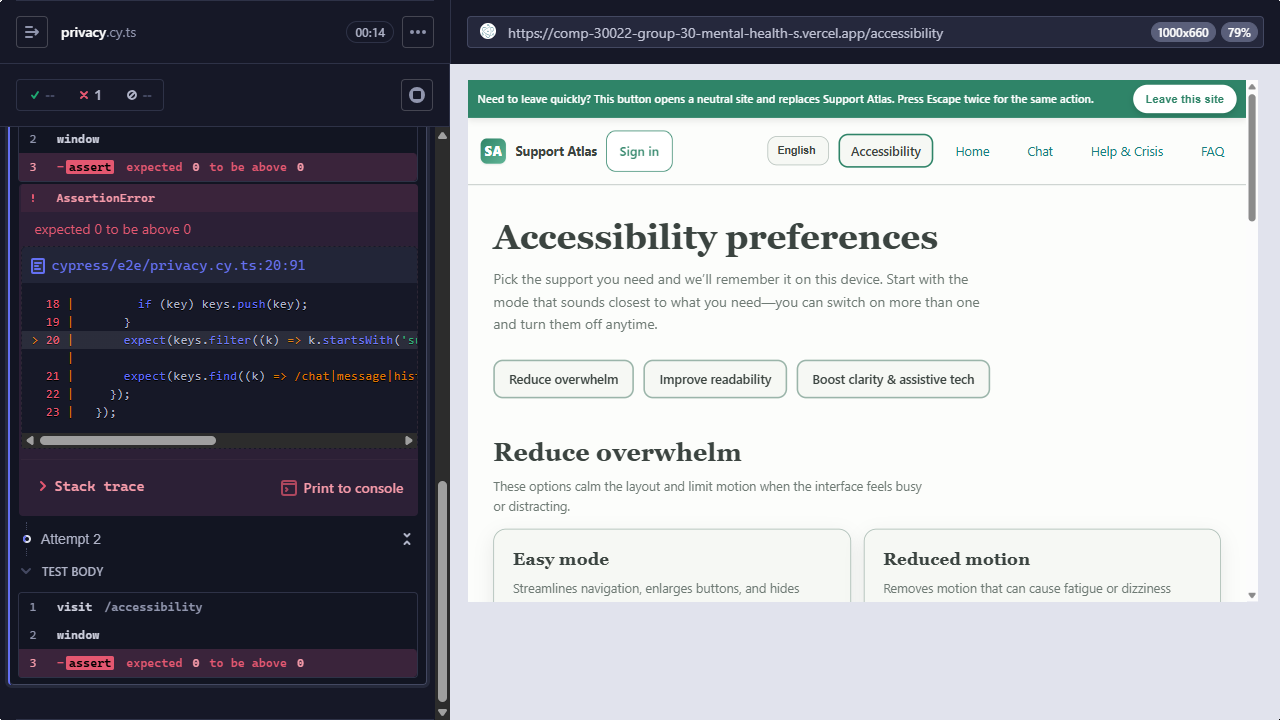 privacy.cy.ts
00:14
--
1
--
2 window
3 -assert expected 0 to be above 0
! AssertionError
expected 0 to be above 0
cypress/e2e/privacy.cy.ts:20:91
18 | if (key) keys.push(key);
19 | }
> 20 | expect(keys.filter((k) => k.startsWith('s
|
21 | expect(keys.find((k) => /chat|message|his
22 | });
23 | });
Stack trace
Print to console
Attempt 2
TEST BODY
1 visit /accessibility
2 window
3 -assert expected 0 to be above 0
https://comp-30022-group-30-mental-health-s.vercel.app/accessibility
1000x660
79%
Need to leave quickly? This button opens a neutral site and replaces Support Atlas. Press Escape twice for the same action.
Leave this site
SA
Support Atlas
Sign in
English
Accessibility
Home
Chat
Help & Crisis
FAQ
Accessibility preferences
Pick the support you need and we'll remember it on this device. Start with the
mode that sounds closest to what you need—you can switch on more than one
and turn them off anytime.
Reduce overwhelm
Improve readability
Boost clarity & assistive tech
Reduce overwhelm
These options calm the layout and limit motion when the interface feels busy
or distracting.
Easy mode
Streamlines navigation, enlarges buttons, and hides
Reduced motion
Removes motion that can cause fatigue or dizziness